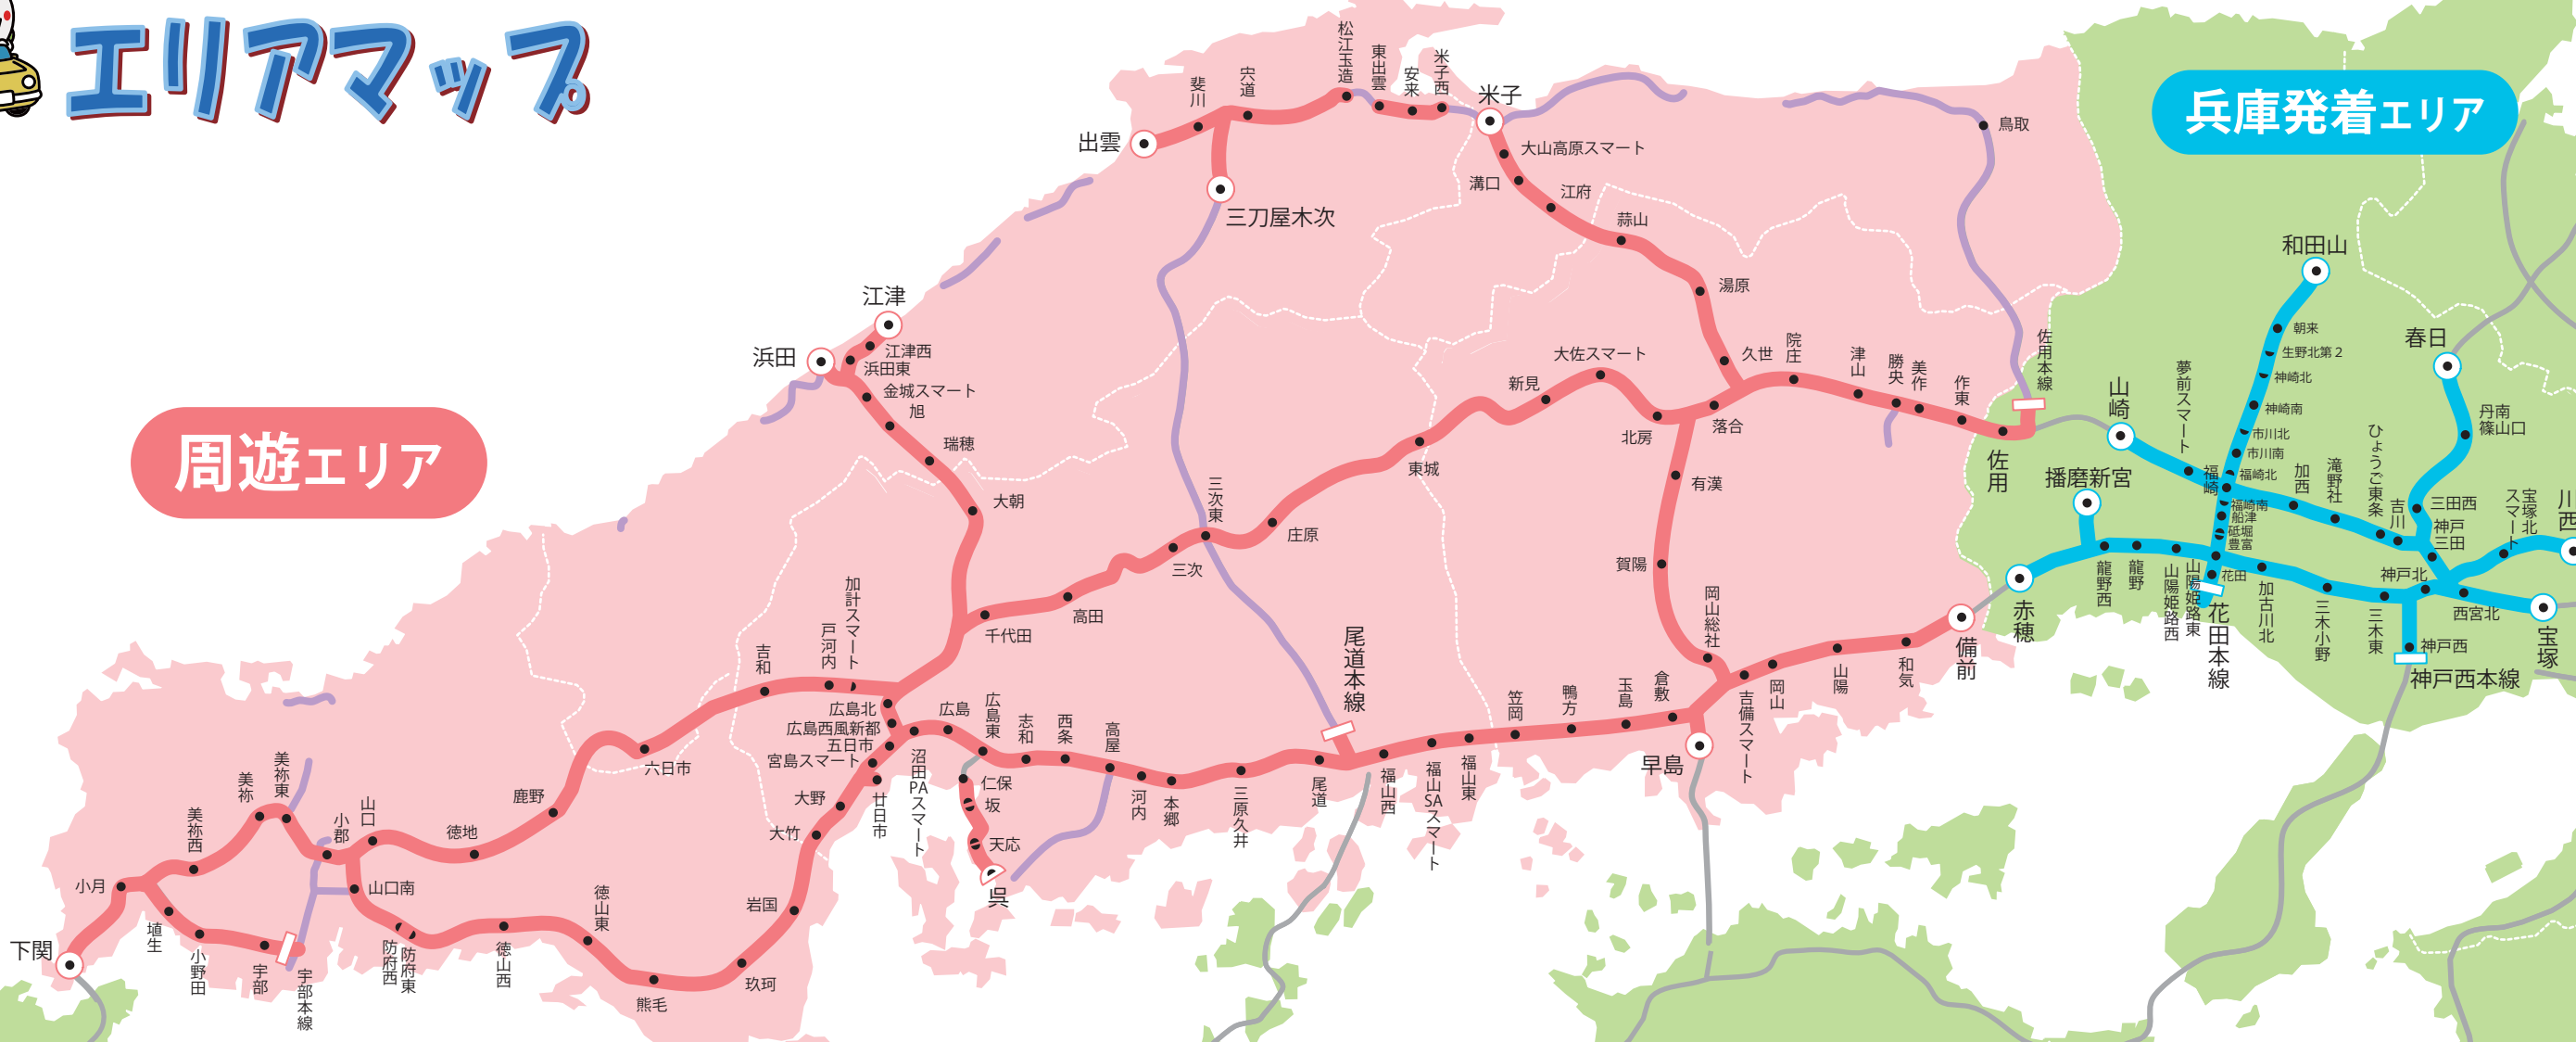 エリアマップ
周遊エリア
兵庫発着エリア
出雲
斐川
宍道
松江玉造
東出雲
安来
米子西
米子
三刀屋木次
大山高原スマート
溝口
江府
蒜山
湯原
久世
院庄
津山
勝央
美作
作東
佐用本線
佐用
鳥取
江津
江津西
浜田
浜田東
金城スマート
旭
瑞穂
大朝
千代田
高田
三次
三次東
庄原
東城
新見
大佐スマート
北房
落合
有漢
賀陽
岡山総社
吉和
戸河内
加計スマート
広島北
広島西風新都
五日市
宮島スマート
廿日市
大野
大竹
岩国
玖珂
熊毛
徳山東
徳山西
防府東
防府西
山口南
山口
小郡
徳地
鹿野
六日市
美祢東
美祢
美祢西
小月
下関
埴生
小野田
宇部
宇部本線
沼田PAスマート
広島
広島東
志和
西条
高屋
河内
本郷
三原久井
尾道
尾道本線
福山西
福山SAスマート
福山東
笠岡
鴨方
玉島
倉敷
早島
吉備スマート
岡山
山陽
和気
備前
仁保
坂
天応
呉
和田山
朝来
生野北第2
神崎北
神崎南
市川北
市川南
福崎北
福崎
福崎南
船津
砥堀
豊富
花田
花田本線
山崎
夢前スマート
播磨新宮
赤穂
龍野西
龍野
山陽姫路西
山陽姫路東
加古川北
三木小野
三木東
神戸北
神戸西
神戸西本線
西宮北
宝塚
宝塚北スマート
加西
滝野社
ひょうご東条
吉川
神戸三田
三田西
丹南篠山口
春日
川西